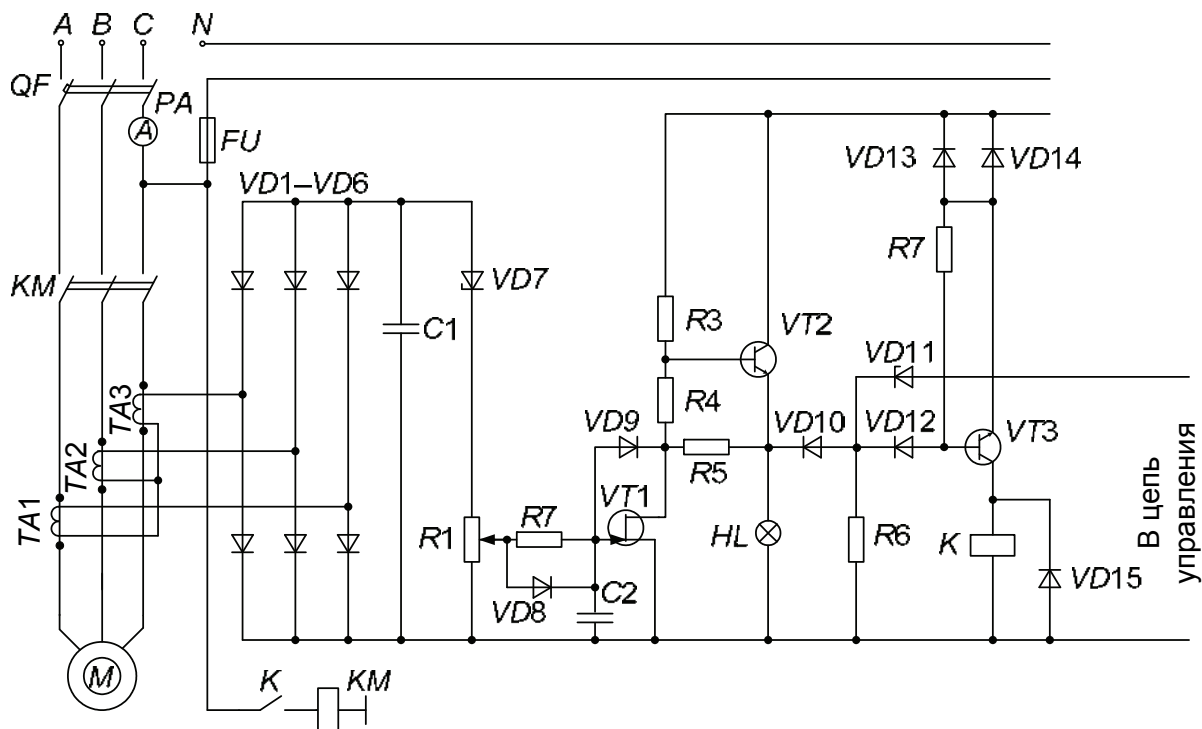 A B C N
QF
PA
A
FU
VD1–VD6
VD13
VD14
R7
KM
VD7
C1
R3
VT2
VD11
TA3
R4
VD9
VD10
VD12
VT3
TA2
R5
TA1
VT1
R1
R7
HL
R6
K
VD15
VD8
C2
M
K
KM
В цепь
управления